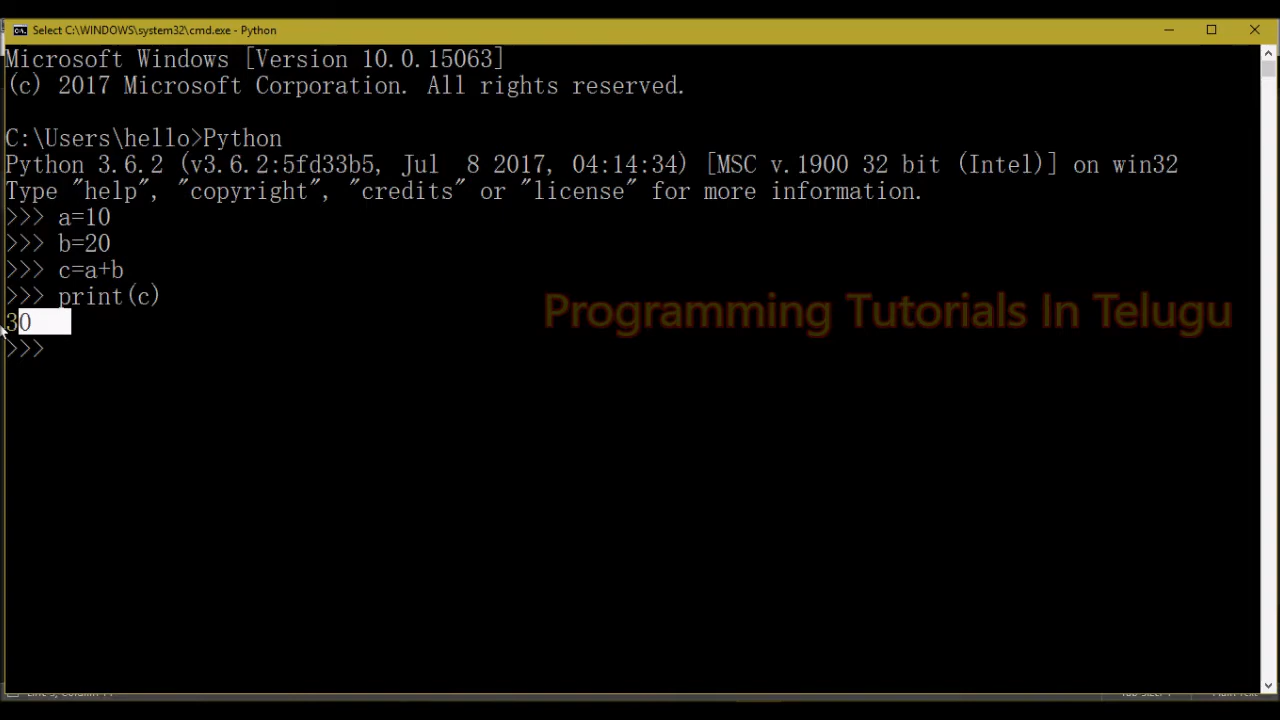 Select C:\WINDOWS\system32\cmd.exe - Python
Microsoft Windows [Version 10.0.15063]
(c) 2017 Microsoft Corporation. All rights reserved.
C:\Users\hello>Python
Python 3.6.2 (v3.6.2:5fd33b5, Jul  8 2017, 04:14:34) [MSC v.1900 32 bit (Intel)] on win32
Type "help", "copyright", "credits" or "license" for more information.
>>> a=10
>>> b=20
>>> c=a+b
>>> print(c)
30
>>>
Programming Tutorials In Telugu